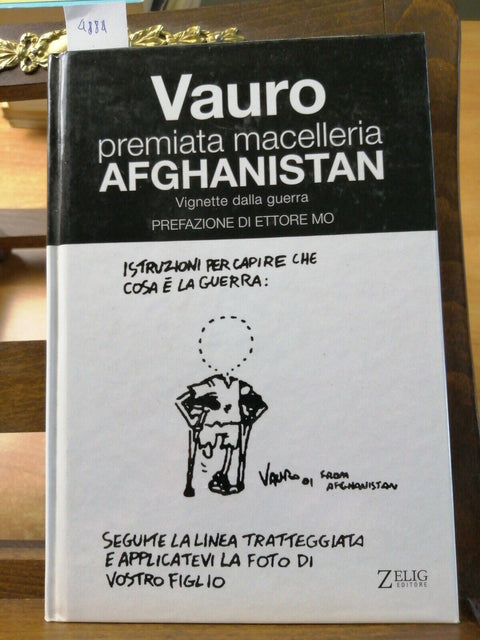 4888
Vauro
premiata macelleria
AFGHANISTAN
Vignette dalla guerra
PREFAZIONE DI ETTORE MO
ISTRUZIONI PER CAPIRE CHE
COSA È LA GUERRA:
VAURO 01 FROM
AFGHANISTAN
SEGUITE LA LINEA TRATTEGGIATA
E APPLICATEVI LA FOTO DI
VOSTRO FIGLIO
ZELIG
EDITORE